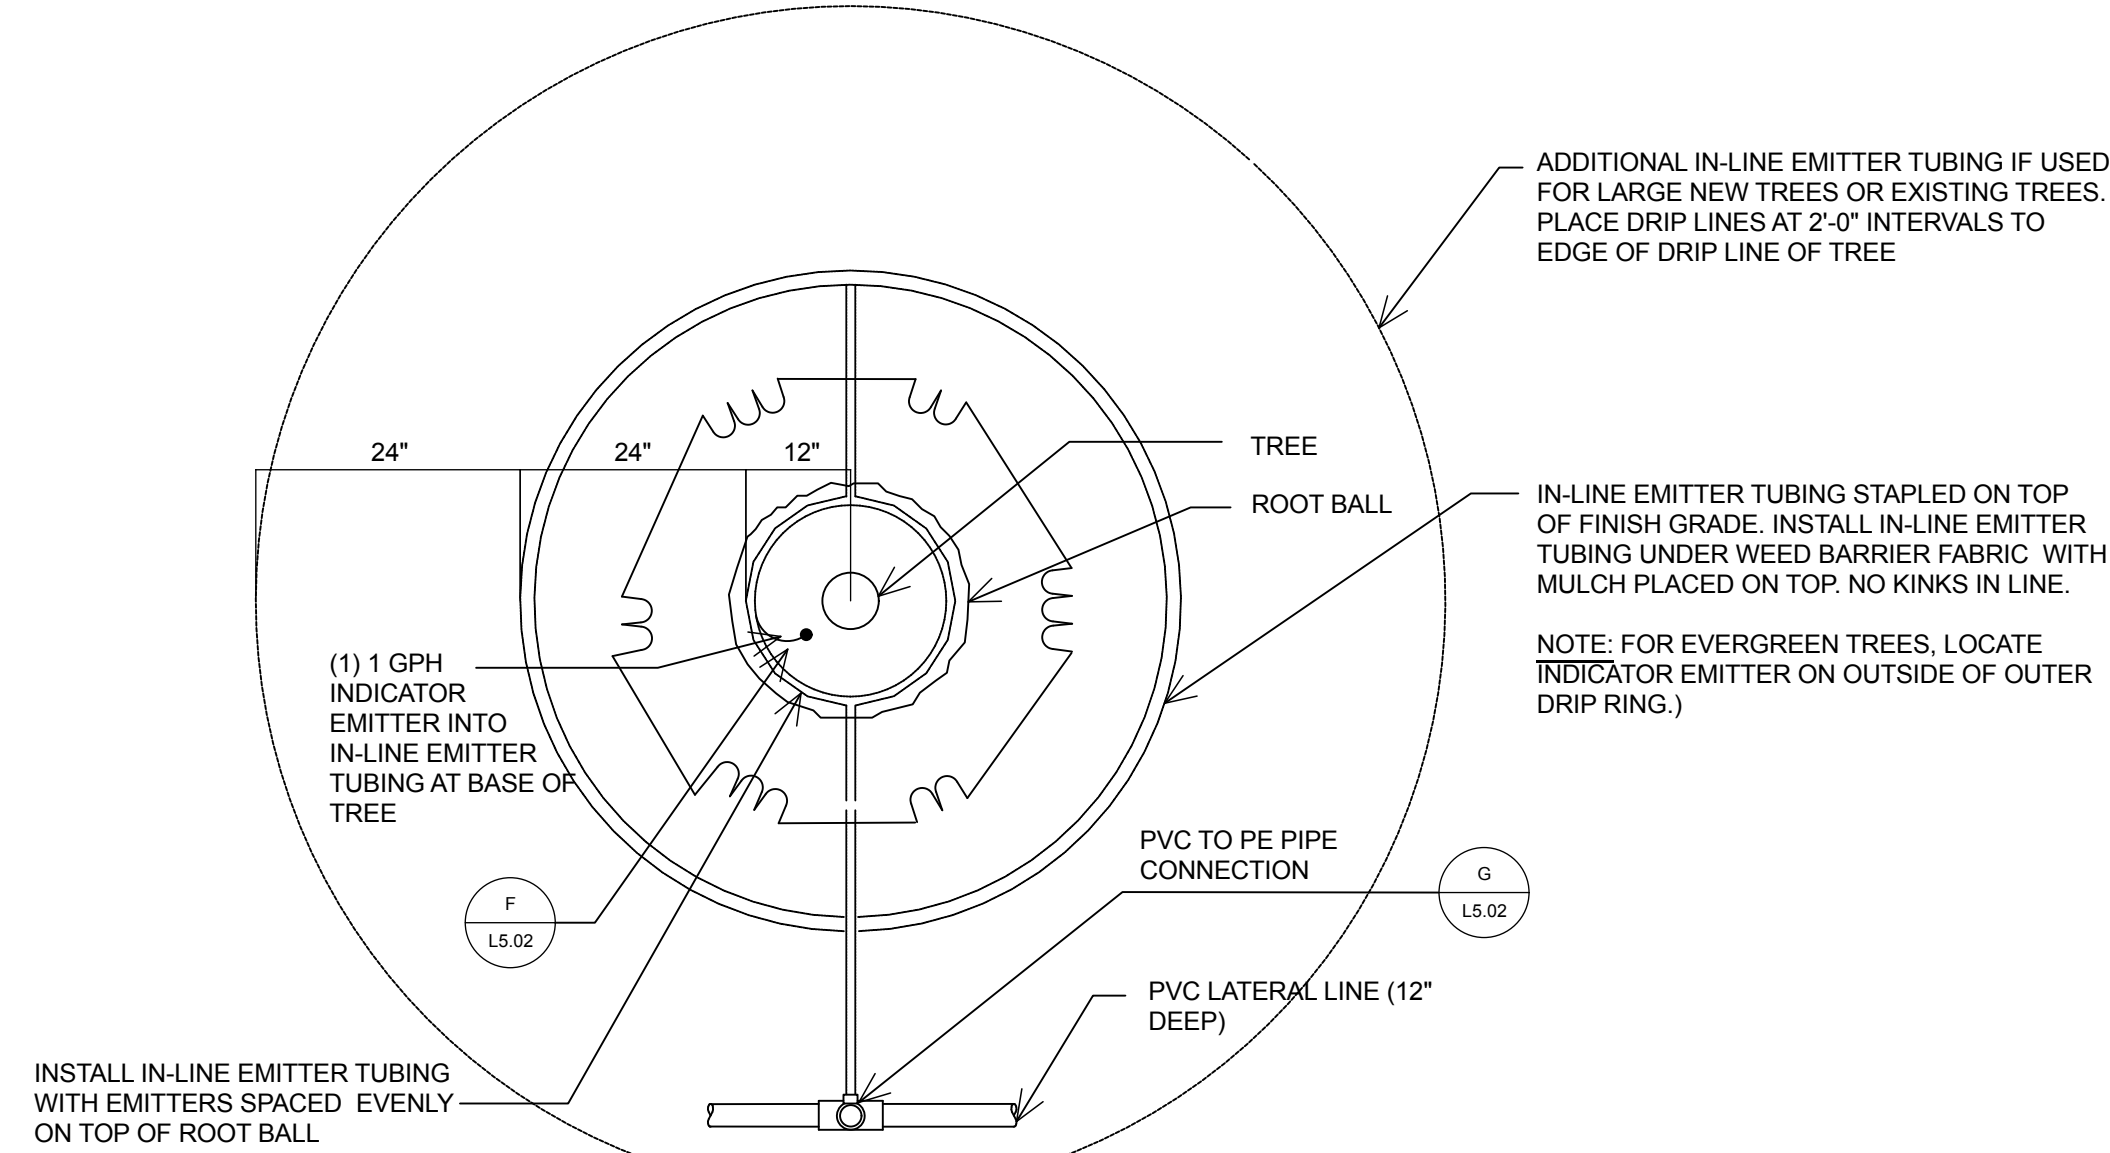 ADDITIONAL IN-LINE EMITTER TUBING IF USED
FOR LARGE NEW TREES OR EXISTING TREES.
PLACE DRIP LINES AT 2'-0" INTERVALS TO
EDGE OF DRIP LINE OF TREE
24"
24"
12"
TREE
ROOT BALL
IN-LINE EMITTER TUBING STAPLED ON TOP
OF FINISH GRADE. INSTALL IN-LINE EMITTER
TUBING UNDER WEED BARRIER FABRIC WITH
MULCH PLACED ON TOP. NO KINKS IN LINE.
NOTE: FOR EVERGREEN TREES, LOCATE
INDICATOR EMITTER ON OUTSIDE OF OUTER
DRIP RING.)
(1) 1 GPH
INDICATOR
EMITTER INTO
IN-LINE EMITTER
TUBING AT BASE OF
TREE
PVC TO PE PIPE
CONNECTION
G
L5.02
F
L5.02
PVC LATERAL LINE (12"
DEEP)
INSTALL IN-LINE EMITTER TUBING
WITH EMITTERS SPACED EVENLY
ON TOP OF ROOT BALL